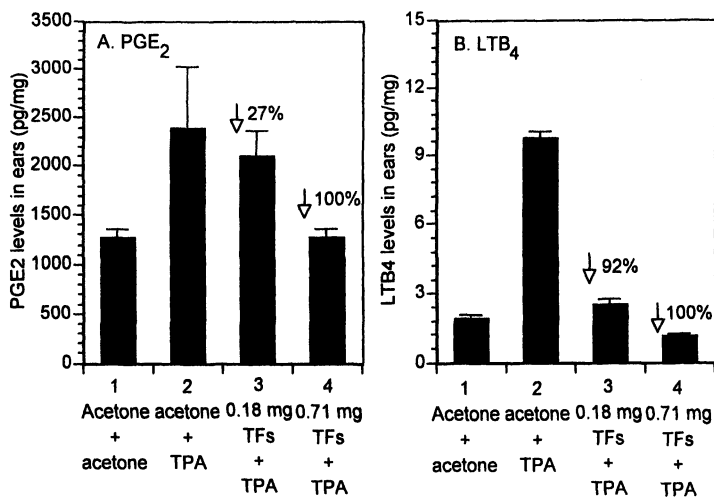 A. PGE2
PGE2 levels in ears (pg/mg)
3500
3000
2500
2000
1500
1000
500
0
27%
100%
1 2 3 4
Acetone acetone 0.18 mg 0.71 mg
+ + TFs TFs
acetone TPA + +
TPA TPA
B. LTB4
LTB4 levels in ears (pg/mg)
15
12
9
6
3
0
92%
100%
1 2 3 4
Acetone acetone 0.18 mg 0.71 mg
+ + TFs TFs
acetone TPA + +
TPA TPA